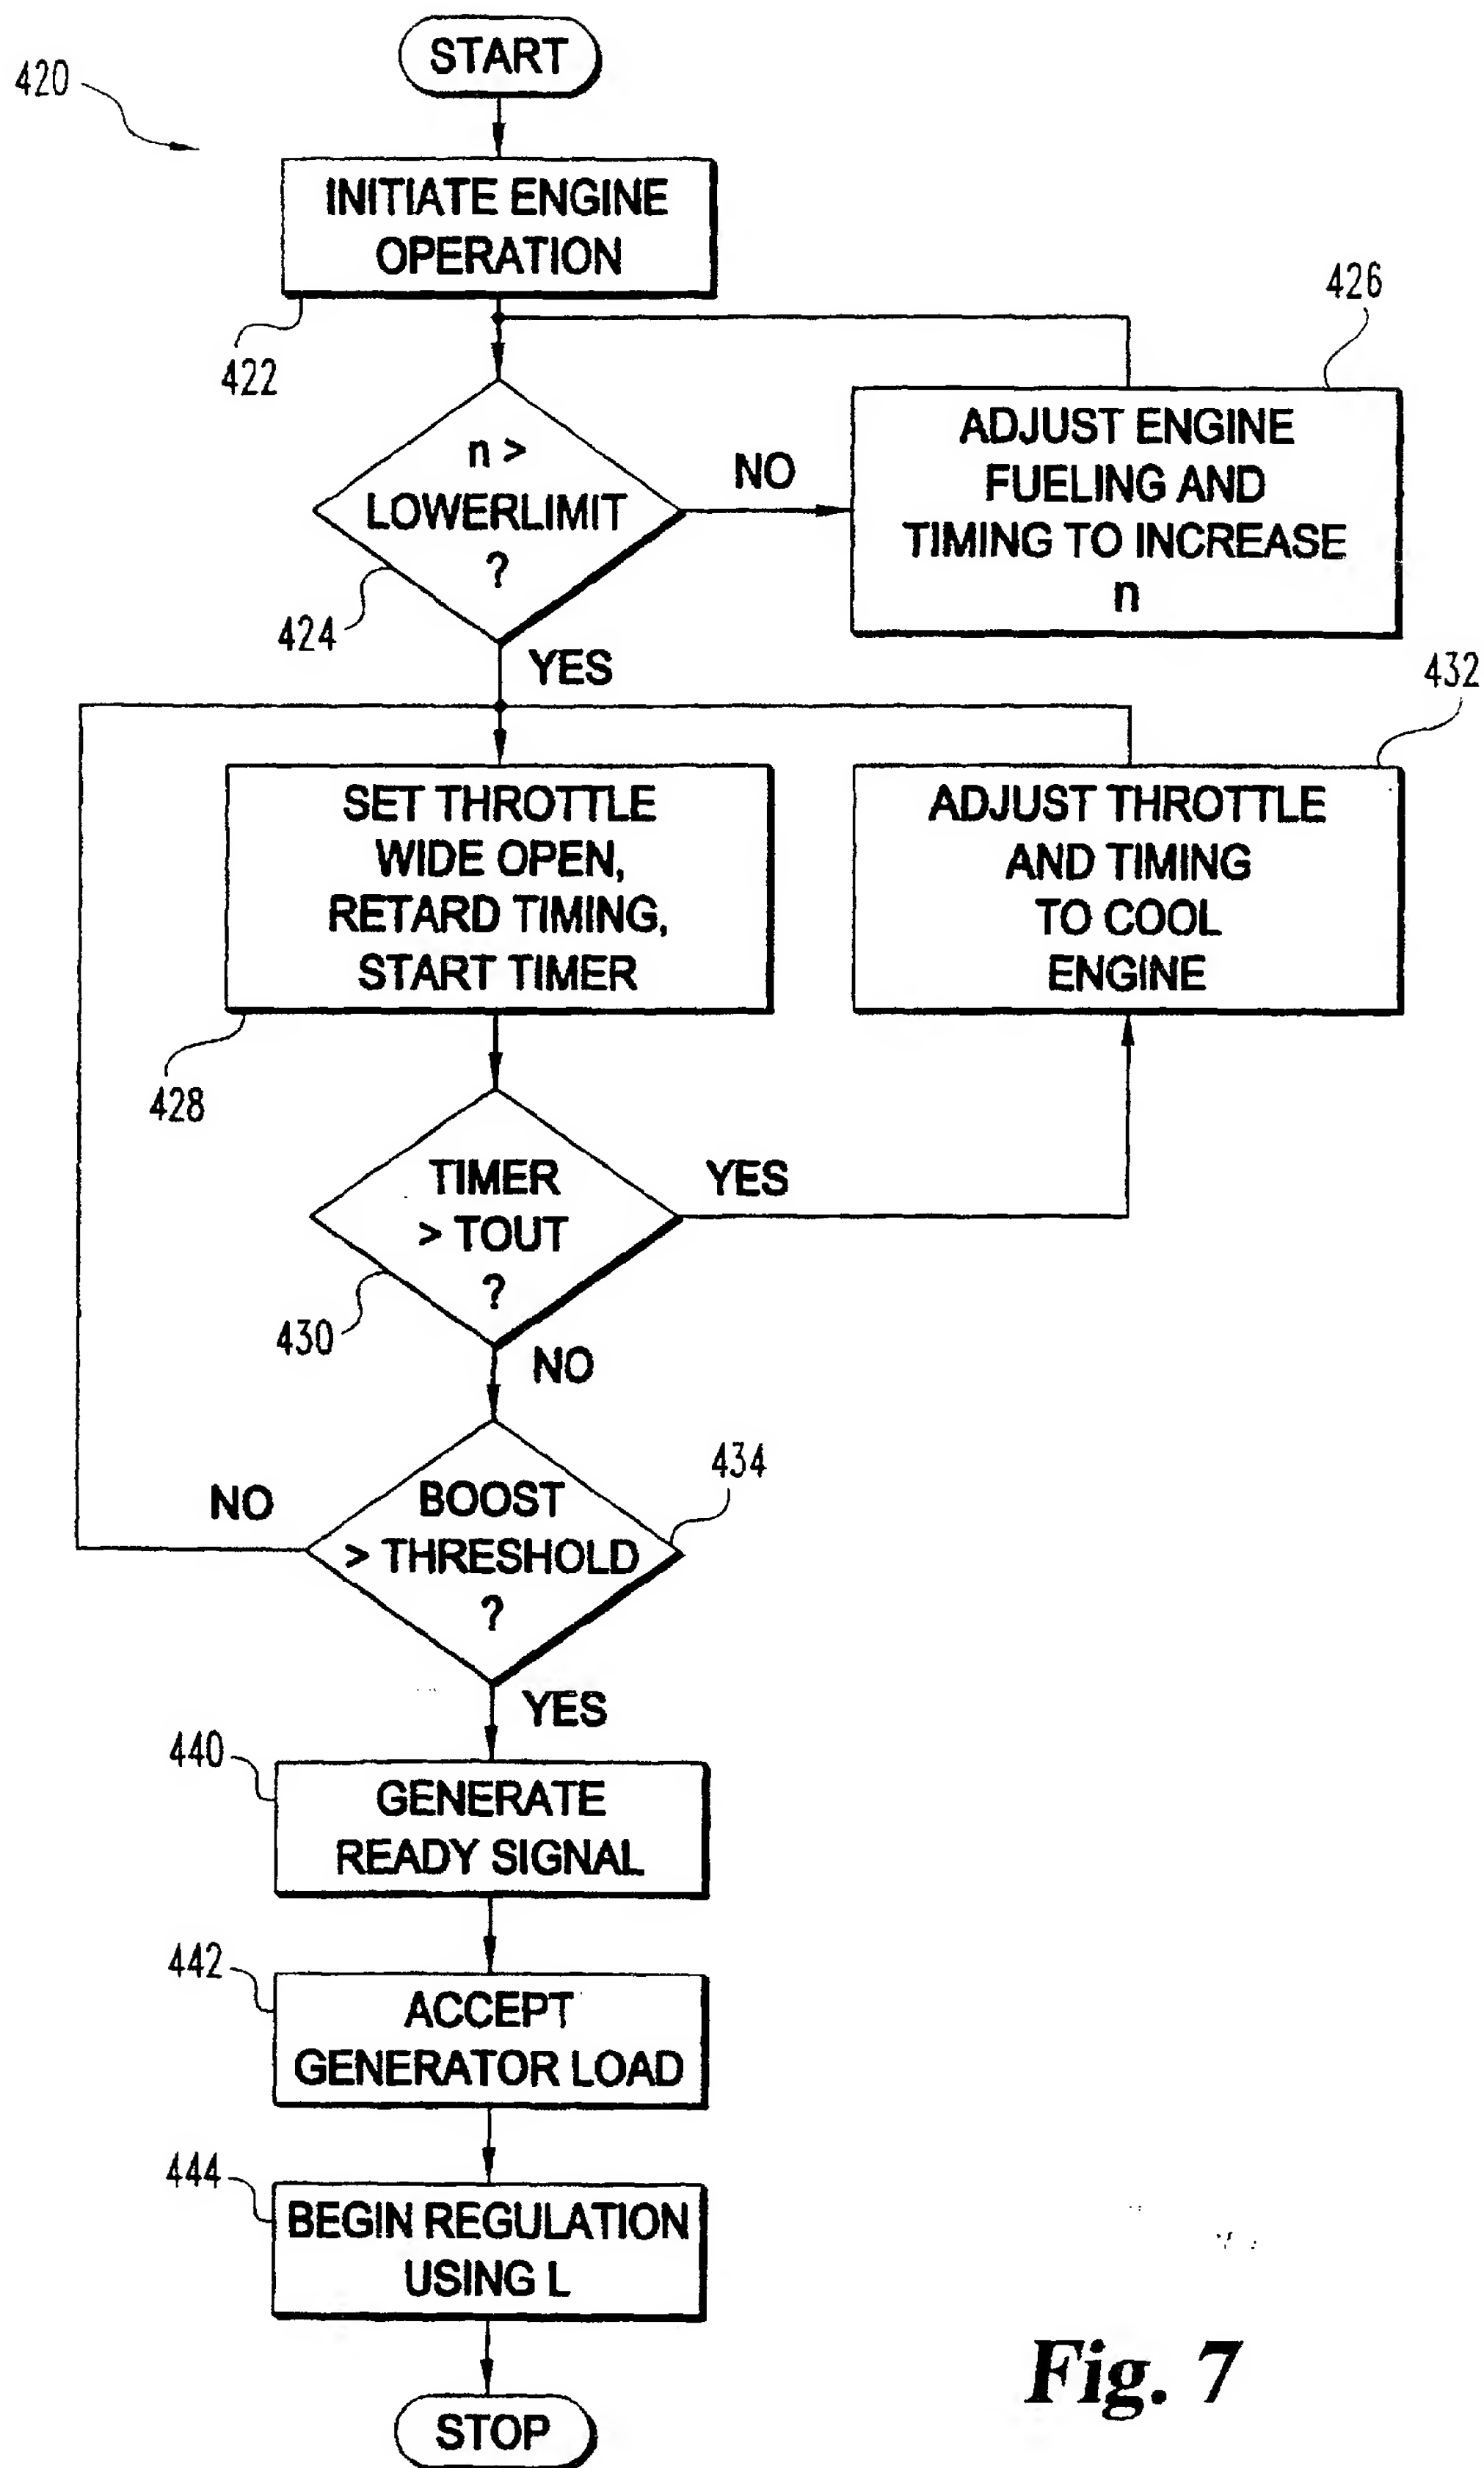 START
420
INITIATE ENGINE
OPERATION
422
426
n >
LOWERLIMIT
?
424
NO
ADJUST ENGINE
FUELING AND
TIMING TO INCREASE
n
YES
432
SET THROTTLE
WIDE OPEN,
RETARD TIMING,
START TIMER
428
ADJUST THROTTLE
AND TIMING
TO COOL
ENGINE
TIMER
> TOUT
?
430
YES
NO
434
BOOST
> THRESHOLD
?
NO
YES
440
GENERATE
READY SIGNAL
442
ACCEPT
GENERATOR LOAD
444
BEGIN REGULATION
USING L
STOP
Fig. 7